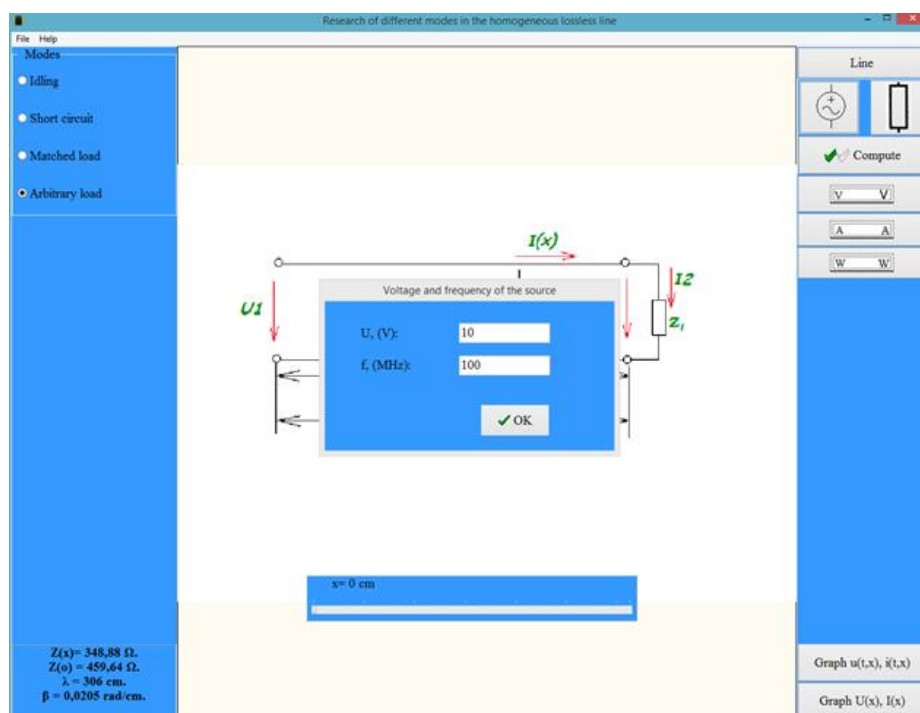 Research of different modes in the homogeneous lossless line
File Help
Modes
Idling
Short circuit
Matched load
Arbitrary load
Line
Compute
V V
A A
W W
I(x)
U1
I2
Z₁
Voltage and frequency of the source
U, (V): 10
f, (MHz): 100
OK
x= 0 cm
Z(x)= 348,88 Ω.
Z(o) = 459,64 Ω.
λ = 306 cm.
β = 0,0205 rad/cm.
Graph u(t,x), i(t,x)
Graph U(x), I(x)